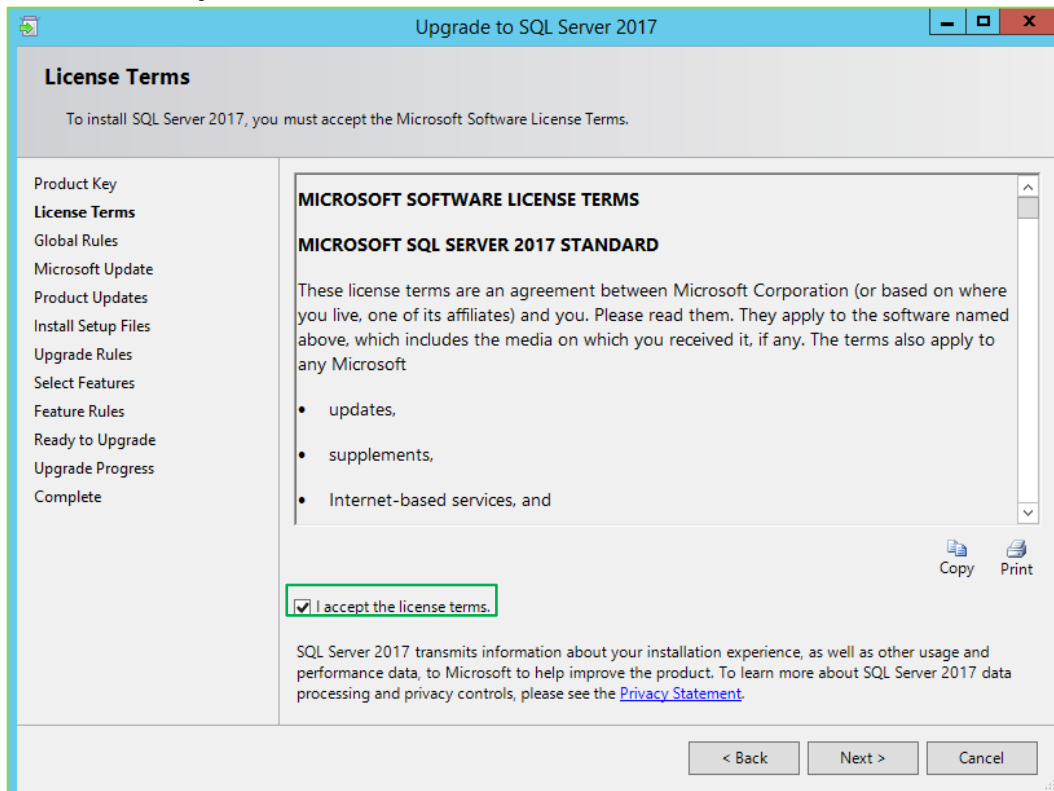 Upgrade to SQL Server 2017
License Terms
To install SQL Server 2017, you must accept the Microsoft Software License Terms.
Product Key
License Terms
Global Rules
Microsoft Update
Product Updates
Install Setup Files
Upgrade Rules
Select Features
Feature Rules
Ready to Upgrade
Upgrade Progress
Complete
MICROSOFT SOFTWARE LICENSE TERMS
MICROSOFT SQL SERVER 2017 STANDARD
These license terms are an agreement between Microsoft Corporation (or based on where
you live, one of its affiliates) and you. Please read them. They apply to the software named
above, which includes the media on which you received it, if any. The terms also apply to
any Microsoft
• updates,
• supplements,
• Internet-based services, and
Copy Print
I accept the license terms.
SQL Server 2017 transmits information about your installation experience, as well as other usage and
performance data, to Microsoft to help improve the product. To learn more about SQL Server 2017 data
processing and privacy controls, please see the Privacy Statement.
< Back Next > Cancel